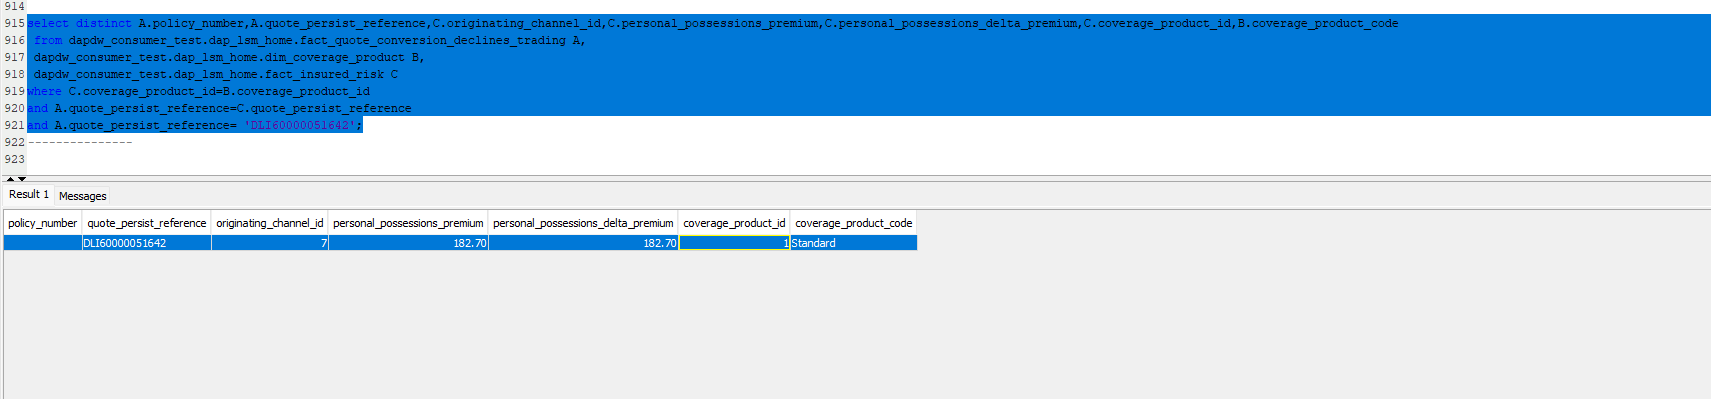 914
915 select distinct A.policy_number,A.quote_persist_reference,C.originating_channel_id,C.personal_possessions_premium,C.personal_possessions_delta_premium,C.coverage_product_id,B.coverage_product_code
916 from dapdw_consumer_test.dap_lsm_home.fact_quote_conversion_declines_trading A,
917 dapdw_consumer_test.dap_lsm_home.dim_coverage_product B,
918 dapdw_consumer_test.dap_lsm_home.fact_insured_risk C
919 where C.coverage_product_id=B.coverage_product_id
920 and A.quote_persist_reference=C.quote_persist_reference
921 and A.quote_persist_reference= 'DLI60000051642';
922 ---------------
923
Result 1 Messages
policy_number quote_persist_reference originating_channel_id personal_possessions_premium personal_possessions_delta_premium coverage_product_id coverage_product_code
DLI60000051642 7 182.70 182.70 1 Standard